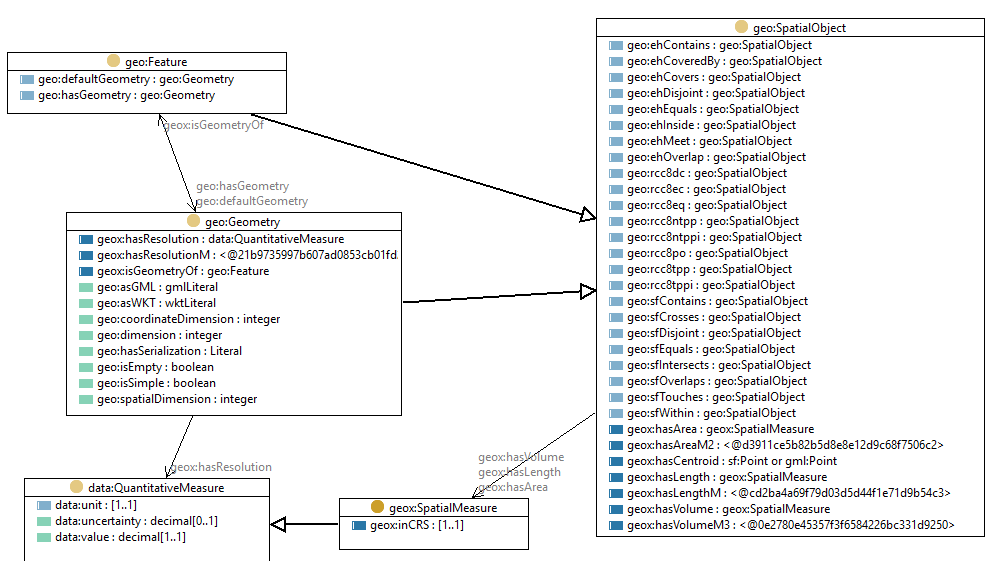 geo:Feature
geo:defaultGeometry : geo:Geometry
geo:hasGeometry : geo:Geometry
geox:isGeometryOf
geo:hasGeometry
geo:defaultGeometry
geo:Geometry
geox:hasResolution : data:QuantitativeMeasure
geox:hasResolutionM : <@21b9735997b607ad0853cb01fd
geox:isGeometryOf : geo:Feature
geo:asGML : gmlLiteral
geo:asWKT : wktLiteral
geo:coordinateDimension : integer
geo:dimension : integer
geo:hasSerialization : Literal
geo:isEmpty : boolean
geo:isSimple : boolean
geo:spatialDimension : integer
geox:hasResolution
data:QuantitativeMeasure
data:unit : [1..1]
data:uncertainty : decimal[0..1]
data:value : decimal[1..1]
geox:hasVolume
geox:hasLength
geox:hasArea
geox:SpatialMeasure
geox:inCRS : [1..1]
geo:SpatialObject
geo:ehContains : geo:SpatialObject
geo:ehCoveredBy : geo:SpatialObject
geo:ehCovers : geo:SpatialObject
geo:ehDisjoint : geo:SpatialObject
geo:ehEquals : geo:SpatialObject
geo:ehInside : geo:SpatialObject
geo:ehMeet : geo:SpatialObject
geo:ehOverlap : geo:SpatialObject
geo:rcc8dc : geo:SpatialObject
geo:rcc8ec : geo:SpatialObject
geo:rcc8eq : geo:SpatialObject
geo:rcc8ntpp : geo:SpatialObject
geo:rcc8ntppi : geo:SpatialObject
geo:rcc8po : geo:SpatialObject
geo:rcc8tpp : geo:SpatialObject
geo:rcc8tppi : geo:SpatialObject
geo:sfContains : geo:SpatialObject
geo:sfCrosses : geo:SpatialObject
geo:sfDisjoint : geo:SpatialObject
geo:sfEquals : geo:SpatialObject
geo:sfIntersects : geo:SpatialObject
geo:sfOverlaps : geo:SpatialObject
geo:sfTouches : geo:SpatialObject
geo:sfWithin : geo:SpatialObject
geox:hasArea : geox:SpatialMeasure
geox:hasAreaM2 : <@d3911ce5b82b5d8e8e12d9c68f7506c2>
geox:hasCentroid : sf:Point or gml:Point
geox:hasLength : geox:SpatialMeasure
geox:hasLengthM : <@cd2ba4a69f79d03d5d44f1e71d9b54c3>
geox:hasVolume : geox:SpatialMeasure
geox:hasVolumeM3 : <@0e2780e45357f3f6584226bc331d9250>